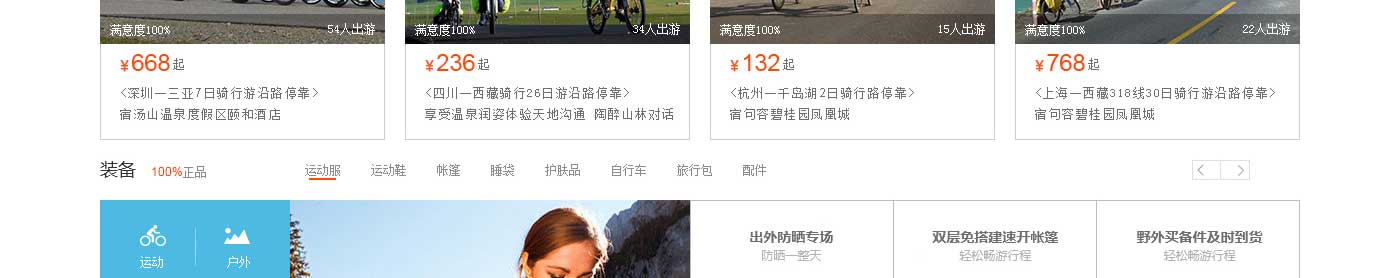 满意度100% 54人出游
满意度100% 34人出游
满意度100% 15人出游
满意度100% 22人出游
¥668起
<深圳—三亚7日骑行游沿路停靠>
宿汤山温泉度假区颐和酒店
¥236起
<四川—西藏骑行26日游沿路停靠>
享受温泉润姿体验天地沟通 陶醉山林对话
¥132起
<杭州—千岛湖2日骑行路停靠>
宿句容碧桂园凤凰城
¥768起
<上海—西藏318线30日骑行游沿路停靠>
宿句容碧桂园凤凰城
装备 100%正品 运动服 运动鞋 帐篷 睡袋 护肤品 自行车 旅行包 配件
运动 户外
出外防晒专场
防晒一整天
双层免搭建速开帐篷
轻松畅游行程
野外买备件及时到货
轻松畅游行程